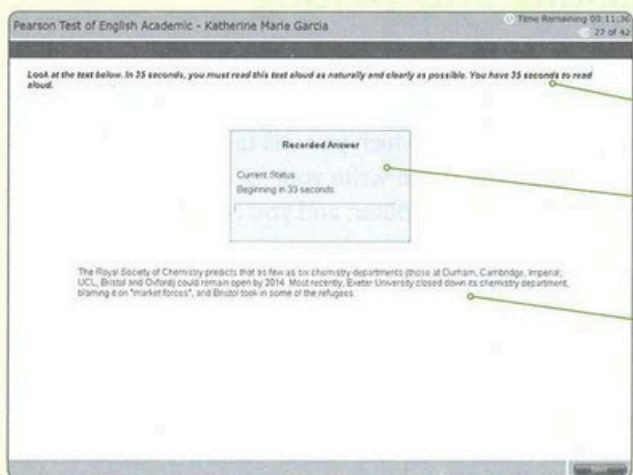 Pearson Test of English Academic - Katherine Marie Garcia
Time Remaining 00:11:36
27 of 42
Look at the text below. In 35 seconds, you must read this text aloud as naturally and clearly as possible. You have 35 seconds to read
aloud.
Recorded Answer
Current Status
Beginning in 33 seconds.
The Royal Society of Chemistry predicts that as few as six chemistry departments (those at Durham, Cambridge, Imperial,
UCL, Bristol and Oxford) could remain open by 2014. Most recently, Exeter University closed down its chemistry department,
blaming it on "market forces", and Bristol took in some of the refugees.